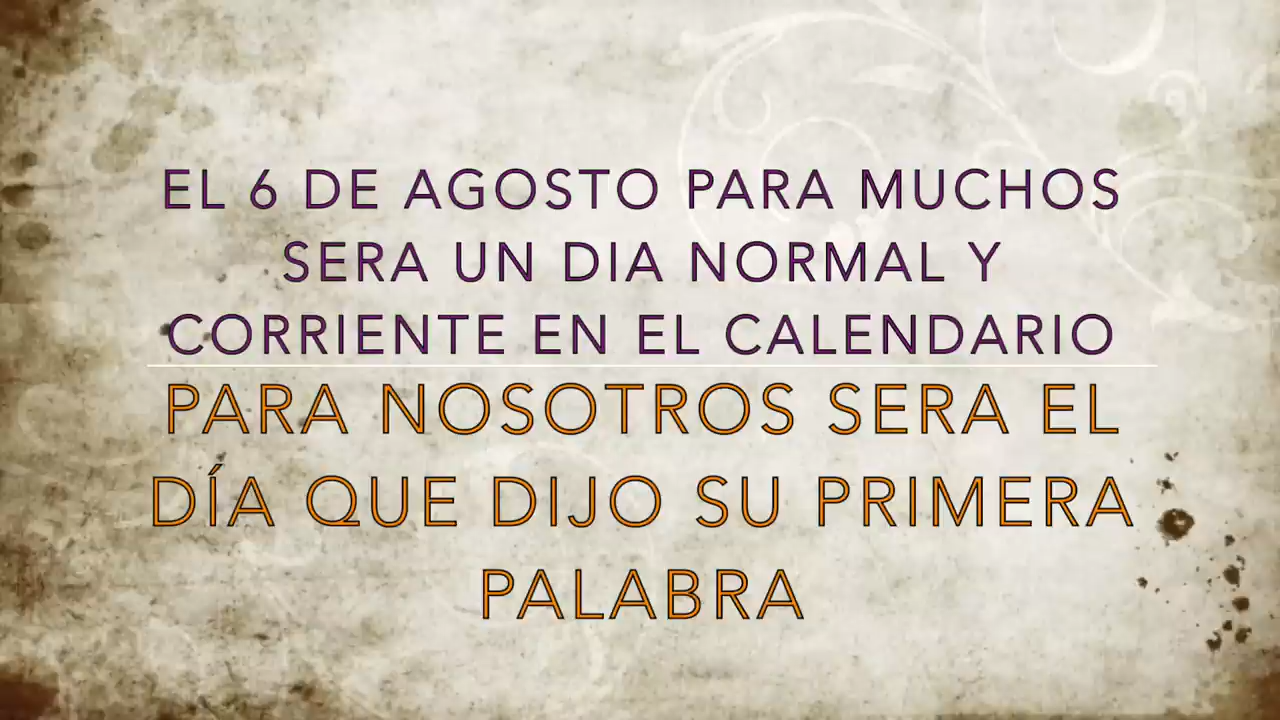 EL 6 DE AGOSTO PARA MUCHOS
SERA UN DIA NORMAL Y
CORRIENTE EN EL CALENDARIO
PARA NOSOTROS SERA EL
DÍA QUE DIJO SU PRIMERA
PALABRA